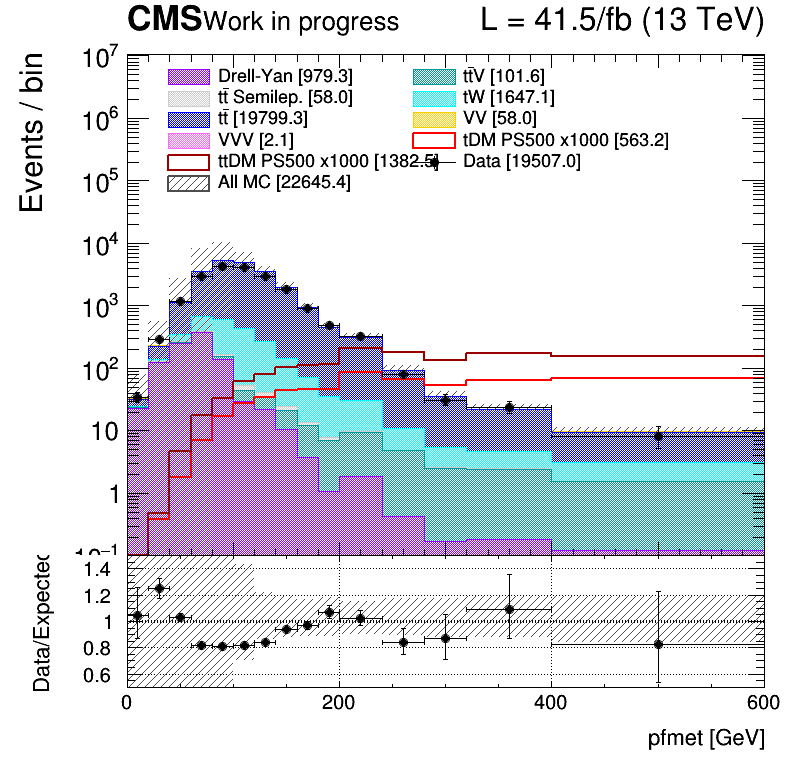 CMS Work in progress L = 41.5/fb (13 TeV)
Events / bin
Drell-Yan [979.3] tt̄V [101.6]
tt̄ Semilep. [58.0] tW [1647.1]
tt̄ [19799.3] VV [58.0]
VVV [2.1] tDM PS500 x1000 [563.2]
ttDM PS500 x1000 [1382.5] Data [19507.0]
All MC [22645.4]
10⁷
10⁶
10⁵
10⁴
10³
10²
10
1
10⁻¹
Data/Expected
1.4
1.2
1
0.8
0.6
0 200 400 600
pfmet [GeV]